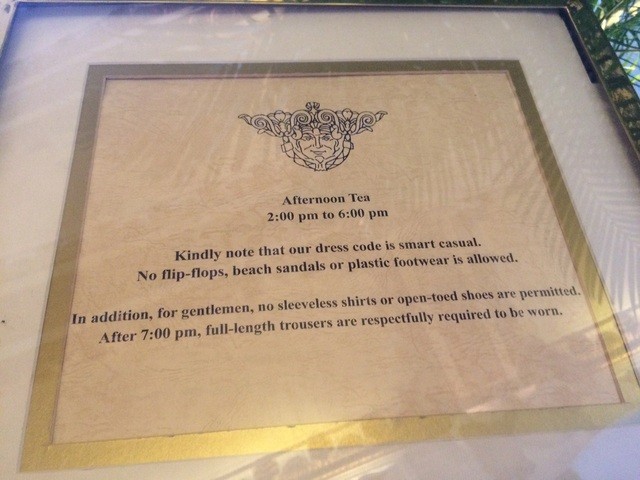 Afternoon Tea
2:00 pm to 6:00 pm
Kindly note that our dress code is smart casual.
No flip-flops, beach sandals or plastic footwear is allowed.
In addition, for gentlemen, no sleeveless shirts or open-toed shoes are permitted.
After 7:00 pm, full-length trousers are respectfully required to be worn.